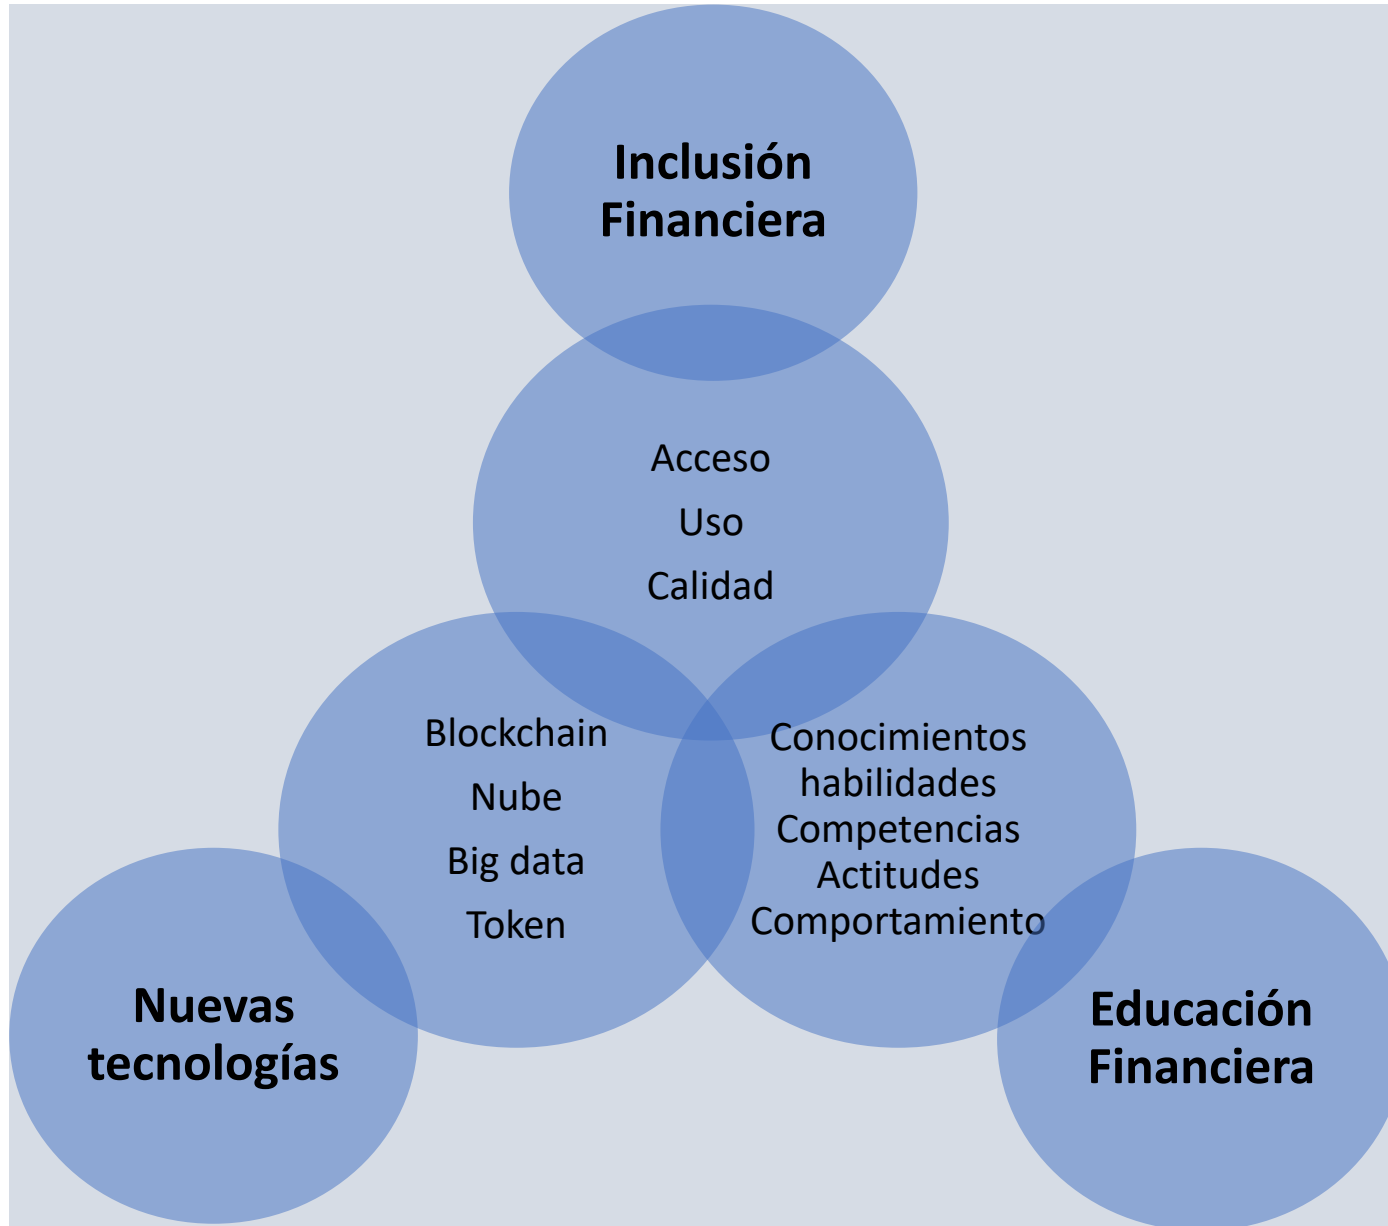 Inclusión
Financiera
Acceso
Uso
Calidad
Blockchain
Nube
Big data
Token
Conocimientos
habilidades
Competencias
Actitudes
Comportamiento
Nuevas
tecnologías
Educación
Financiera